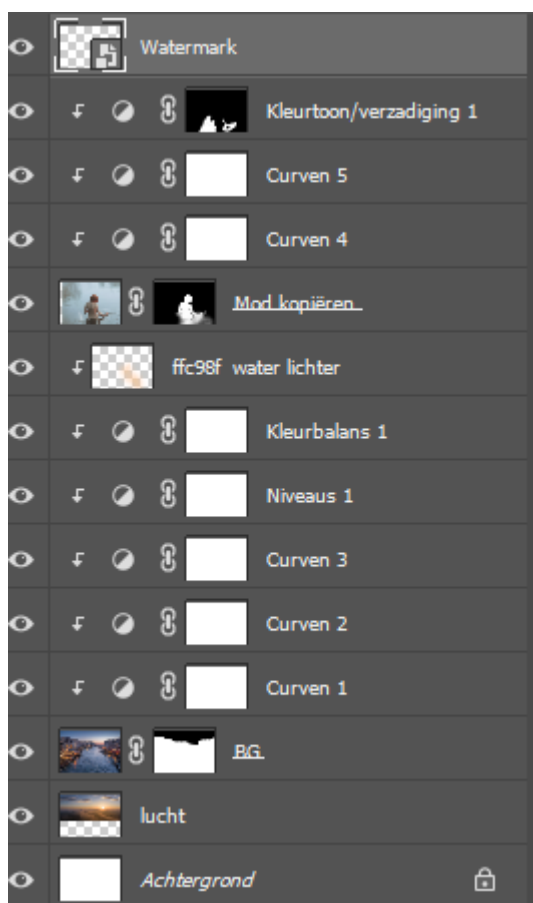 Watermark
Kleurtoon/verzadiging 1
Curven 5
Curven 4
Mod kopiëren
ffc98f  water lichter
Kleurbalans 1
Niveaus 1
Curven 3
Curven 2
Curven 1
BG
lucht
Achtergrond